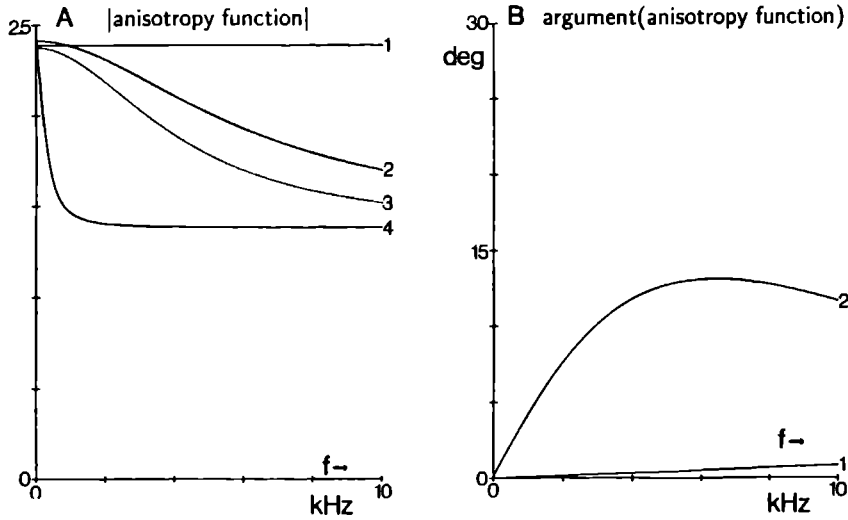 A |anisotropy function|
25
1
2
3
4
0
f→
0
10
kHz
B argument(anisotropy function)
30
deg
15
2
f→
1
0
0
10
kHz